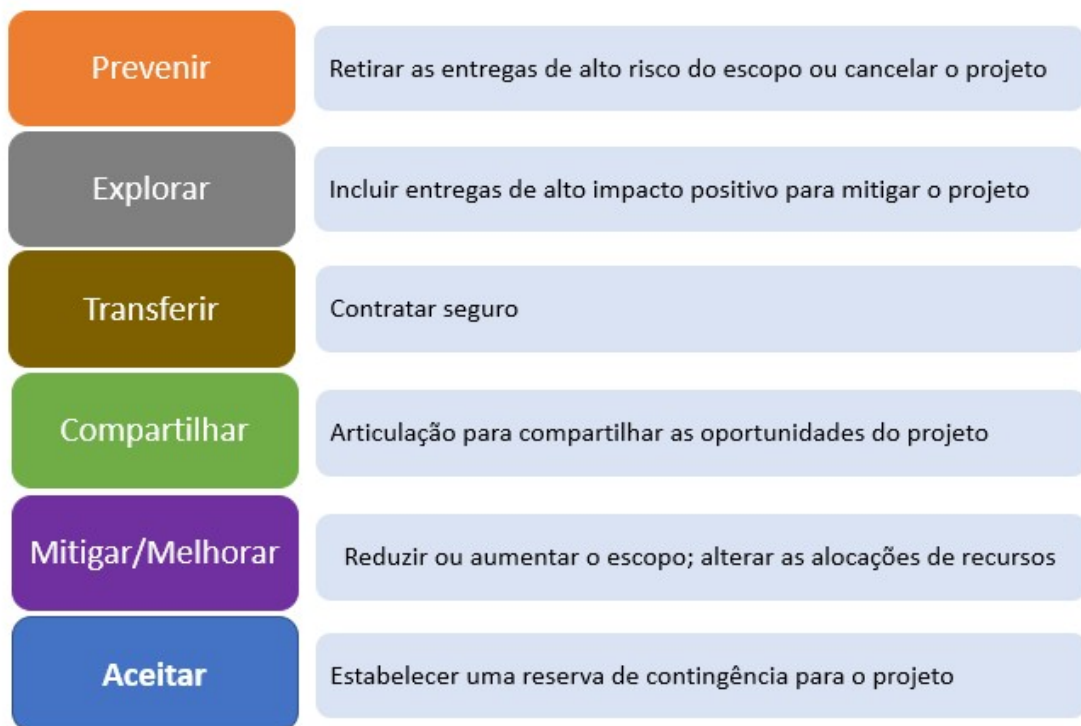 Prevenir
Retirar as entregas de alto risco do escopo ou cancelar o projeto
Explorar
Incluir entregas de alto impacto positivo para mitigar o projeto
Transferir
Contratar seguro
Compartilhar
Articulação para compartilhar as oportunidades do projeto
Mitigar/Melhorar
Reduzir ou aumentar o escopo; alterar as alocações de recursos
Aceitar
Estabelecer uma reserva de contingência para o projeto